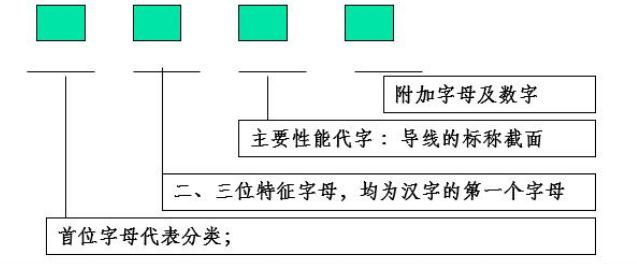 附加字母及数字
主要性能代字：导线的标称截面
二、三位特征字母，均为汉字的第一个字母
首位字母代表分类；